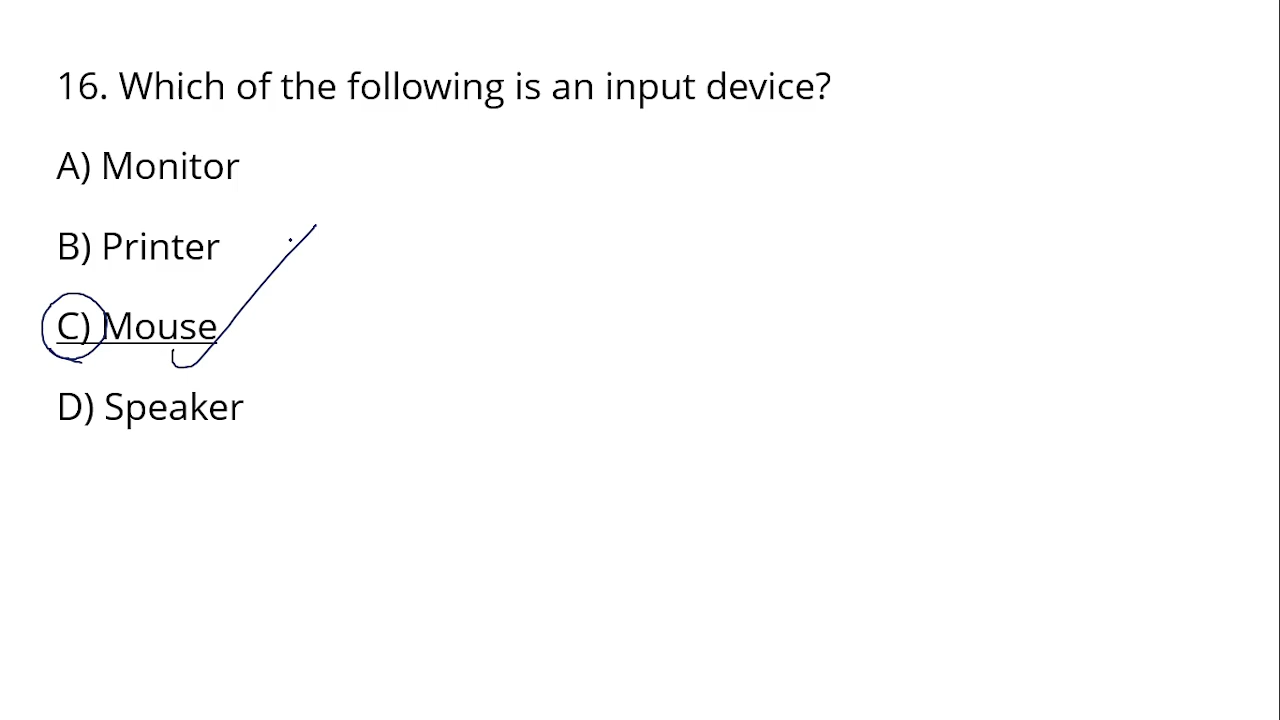 16. Which of the following is an input device?
A) Monitor
B) Printer
C) Mouse
D) Speaker